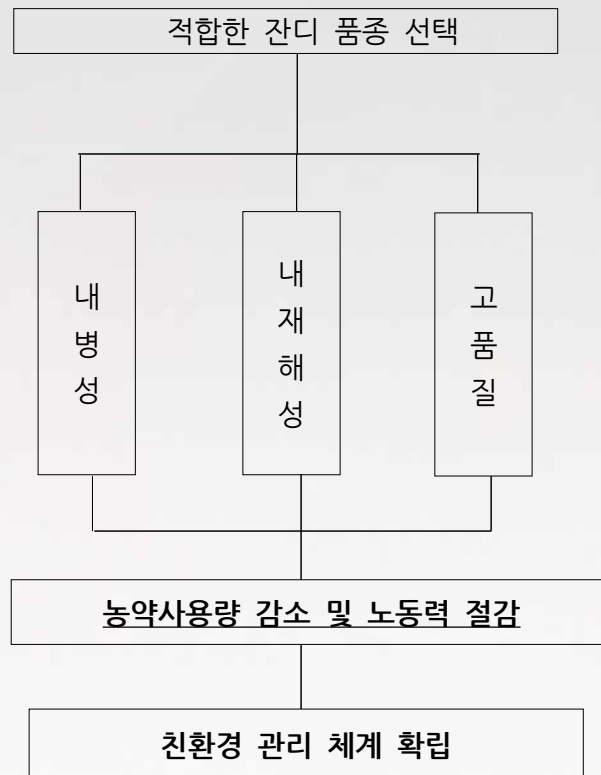 적합한 잔디 품종 선택
내병성
내재해성
고품질
농약사용량 감소 및 노동력 절감
친환경 관리 체계 확립